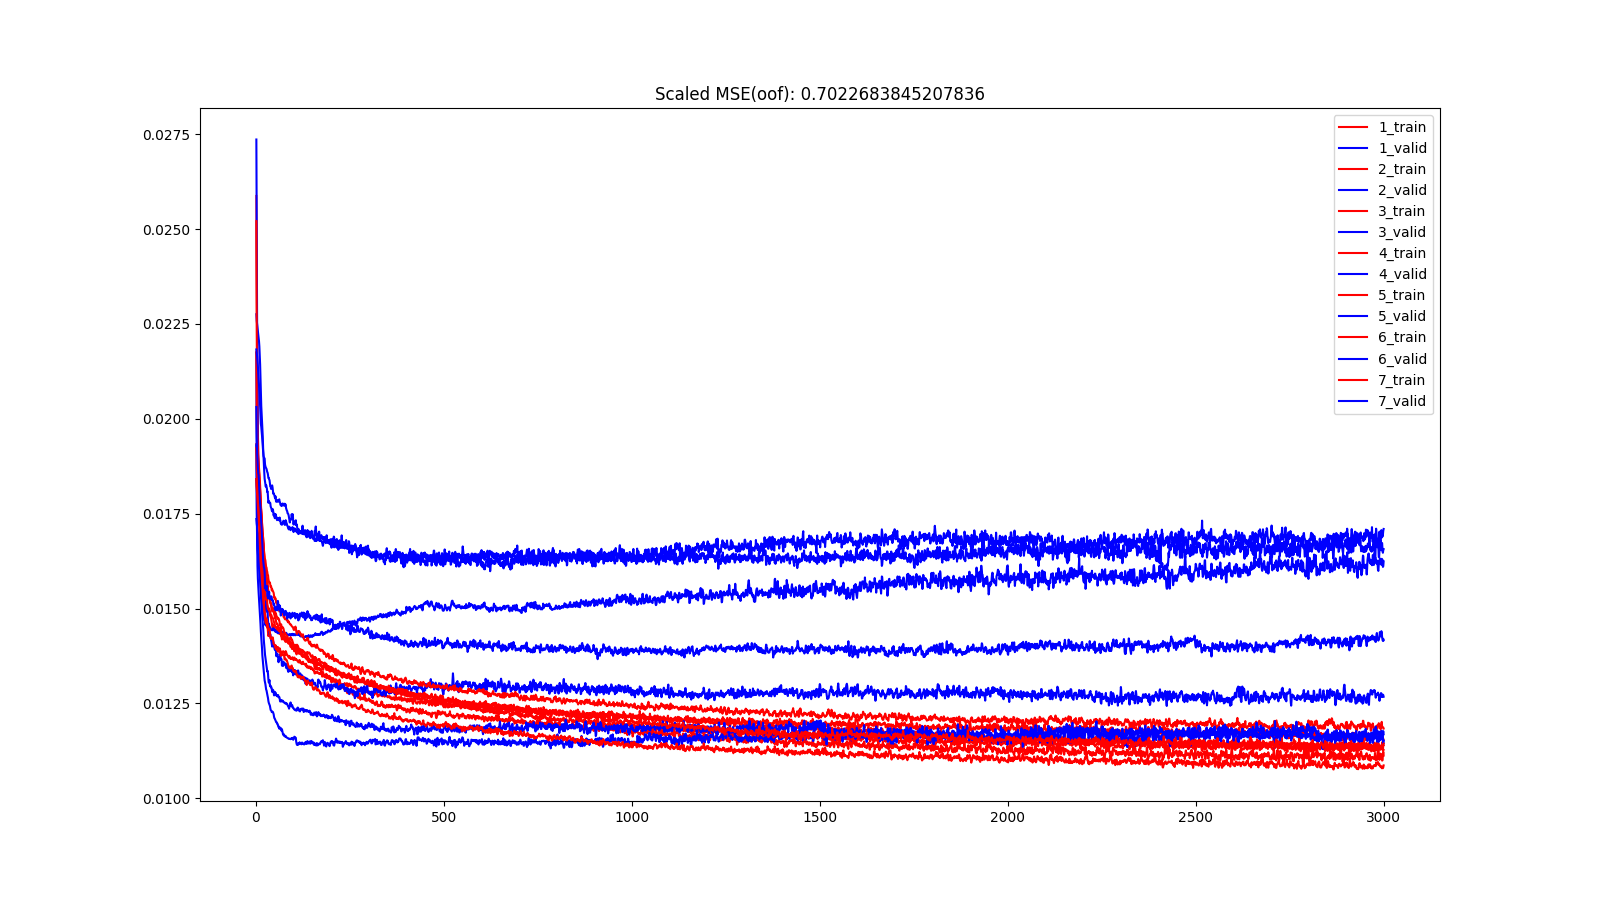 Scaled MSE(oof): 0.7022683845207836
0.0275
0.0250
0.0225
0.0200
0.0175
0.0150
0.0125
0.0100
1_train
1_valid
2_train
2_valid
3_train
3_valid
4_train
4_valid
5_train
5_valid
6_train
6_valid
7_train
7_valid
0
500
1000
1500
2000
2500
3000